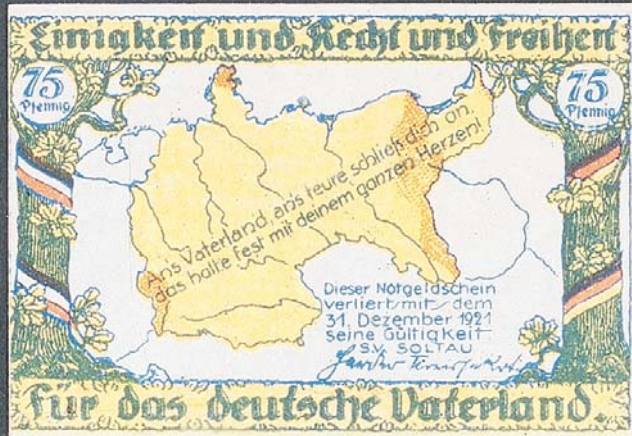 Einigkeit und Recht und Freiheit
75
Pfennig
75
Pfennig
Ans Vaterland, ans teure schließ dich an,
das halte fest mit deinem ganzen Herzen!
Dieser Notgeldschein
verliert mit dem
31. Dezember 1921
seine Gültigkeit
S.V. SOLTAU
Für das deutsche Vaterland.